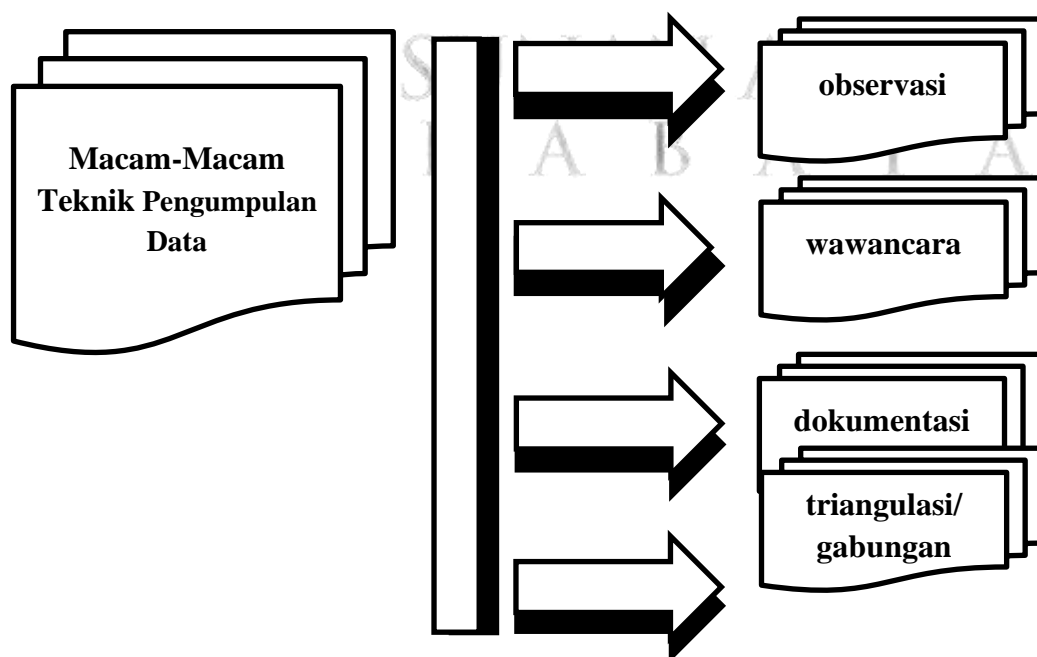 Macam-Macam
Teknik Pengumpulan
Data
observasi
wawancara
dokumentasi
triangulasi/
gabungan